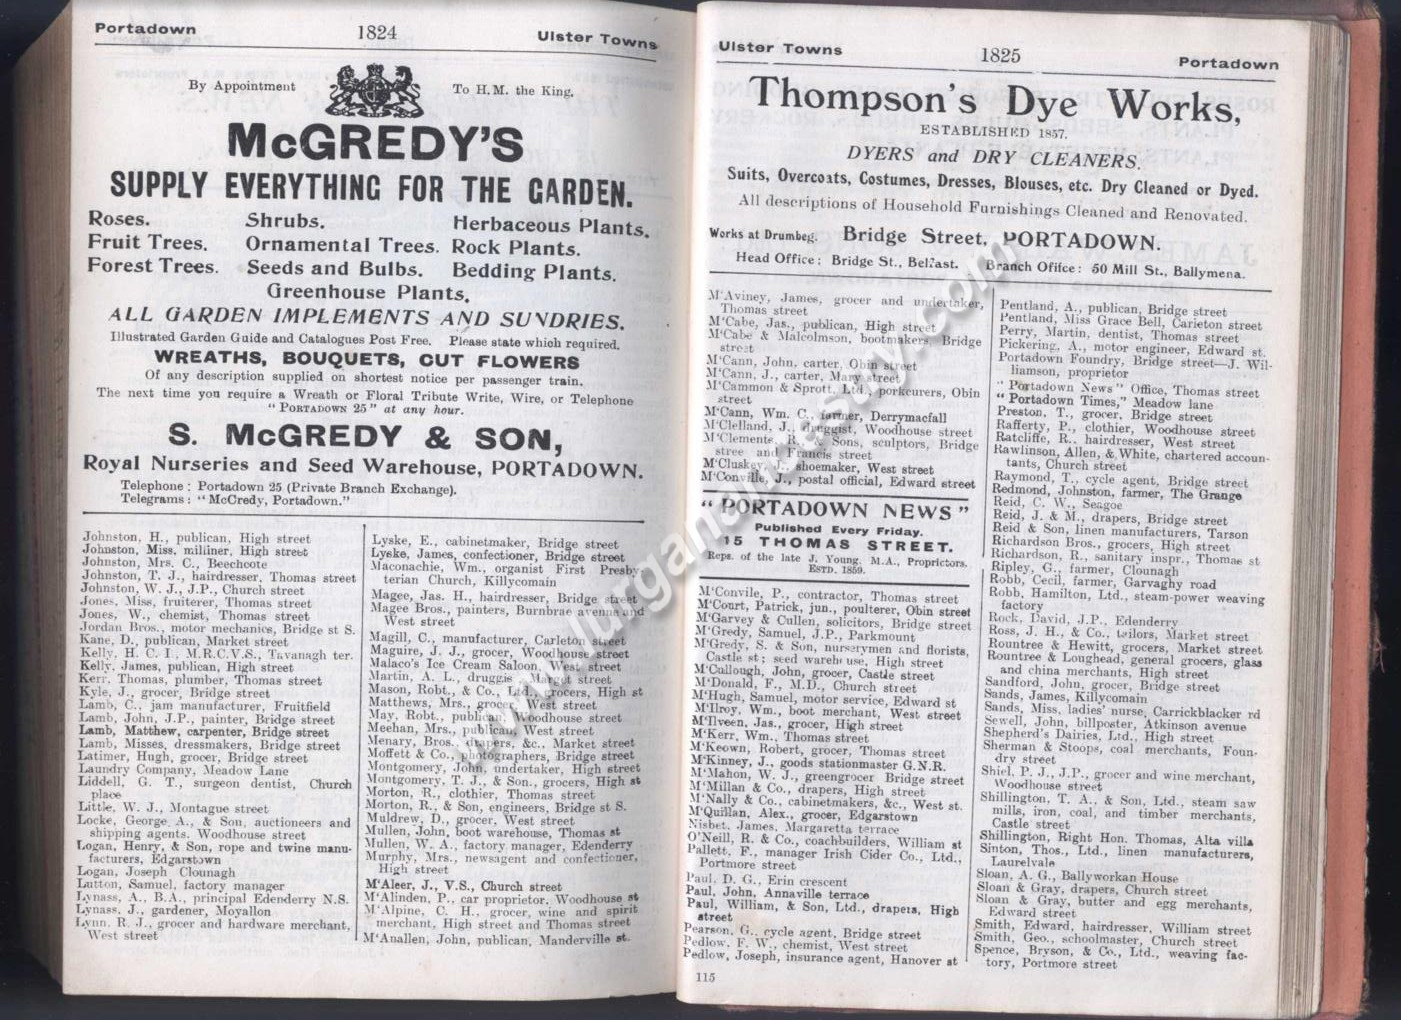 Portadown
1824
Ulster Towns
By Appointment
To H.M. the King.
McGREDY'S
SUPPLY EVERYTHING FOR THE GARDEN.
Roses. Shrubs. Herbaceous Plants.
Fruit Trees. Ornamental Trees. Rock Plants.
Forest Trees. Seeds and Bulbs. Bedding Plants.
Greenhouse Plants.
ALL GARDEN IMPLEMENTS AND SUNDRIES.
Illustrated Garden Guide and Catalogues Post Free. Please state which required.
WREATHS, BOUQUETS, CUT FLOWERS
Of any description supplied on shortest notice per passenger train.
The next time you require a Wreath or Floral Tribute Write, Wire, or Telephone
"PORTADOWN 25" at any hour.
S. McGREDY & SON,
Royal Nurseries and Seed Warehouse, PORTADOWN.
Telephone: Portadown 25 (Private Branch Exchange).
Telegrams: "McCredy, Portadown."
Johnston, H., publican, High street
Johnston, Miss, milliner, High street
Johnston, Mrs. C., Beechcote
Johnston, T. J., hairdresser, Thomas street
Johnston, W. J., J.P., Church street
Jones, Miss, fruiterer, Thomas street
Jones, W., chemist, Thomas street
Jordan Bros., motor mechanics, Bridge st S.
Kane, D., publican, Market street
Kelly, H. C. I., M.R.C.V.S., Tavanagh ter.
Kelly, James, publican, High street
Kerr, Thomas, plumber, Thomas street
Kyle, J., grocer, Bridge street
Lamb, C., jam manufacturer, Fruitfield
Lamb, John, J.P., painter, Bridge street
Lamb, Matthew, carpenter, Bridge street
Lamb, Misses, dressmakers, Bridge street
Latimer, Hugh, grocer, Bridge street
Laundry Company, Meadow Lane
Liddell, G. T., surgeon dentist, Church
place
Little, W. J., Montague street
Locke, George A., & Son, auctioneers and
shipping agents, Woodhouse street
Logan, Henry, & Son, rope and twine manu-
facturers, Edgarstown
Logan, Joseph Clounagh
Lutton, Samuel, factory manager
Lynass, A., B.A., principal Edenderry N.S.
Lynass, J., gardener, Moyallon
Lynn, R. J., grocer and hardware merchant,
West street
Lyske, E., cabinetmaker, Bridge street
Lyske, James, confectioner, Bridge street
Maconachie, Wm., organist First Presby-
terian Church, Killycomain
Magee, Jas. H., hairdresser, Bridge street
Magee Bros., painters, Burnbrae avenue and
West street
Magill, C., manufacturer, Carleton street
Maguire, J. J., grocer, Woodhouse street
Malaco's Ice Cream Saloon, West street
Martin, A. L., druggist, Market street
Mason, Robt., & Co., Ltd., grocers, High st
Matthews, Mrs., grocer, West street
May, Robt., publican, Woodhouse street
Meehan, Mrs., publican, West street
Menary, Bros., drapers, &c., Market street
Moffett & Co., photographers, Bridge street
Montgomery, John, undertaker, High street
Montgomery, T. J., & Son., grocers, High st
Morton, R., clothier, Thomas street
Morton, R., & Son, engineers, Bridge st S.
Muldrew, D., grocer, West street
Mullen, John, boot warehouse, Thomas st
Mullen, W. A., factory manager, Edenderry
Murphy, Mrs., newsagent and confectioner,
High street
M'Aleer, J., V.S., Church street
M'Alinden, P., car proprietor, Woodhouse st
M'Alpine, C. H., grocer, wine and spirit
merchant, High street and Thomas street
M'Anallen, John, publican, Manderville st.
Ulster Towns
1825
Portadown
Thompson's Dye Works,
ESTABLISHED 1857.
DYERS and DRY CLEANERS.
Suits, Overcoats, Costumes, Dresses, Blouses, etc. Dry Cleaned or Dyed.
All descriptions of Household Furnishings Cleaned and Renovated.
Works at Drumbeg, Bridge Street, PORTADOWN.
Head Office: Bridge St., Belfast. Branch Office: 50 Mill St., Ballymena.
M'Aviney, James, grocer and undertaker,
Thomas street
M'Cabe, Jas., publican, High street
M'Cabe & Malcolmson, bootmakers, Bridge
street
M'Cann, John, carter, Obin street
M'Cann, J., carter, Mary street
M'Cammon & Sprott, Ltd., porkcurers, Obin
street
M'Cann, Wm. C., farmer, Derrymacfall
M'Clelland, J., druggist, Woodhouse street
M'Clements, R., & Sons, sculptors, Bridge
stree and Francis street
M'Cluskey, shoemaker, West street
M'Conville, J., postal official, Edward street
"PORTADOWN NEWS"
Published Every Friday.
15 THOMAS STREET.
Reps. of the late J. Young, M.A., Proprietors.
ESTD. 1859.
M'Convile, P., contractor, Thomas street
M'Court, Patrick, jun., poulterer, Obin street
M'Garvey & Cullen, solicitors, Bridge street
M'Gredy, Samuel, J.P., Parkmount
M'Gredy, S. & Son, nurserymen and florists,
Castle st; seed warehouse, High street
M'Cullough, John, grocer, Castle street
M'Donald, F., M.D., Church street
M'Hugh, Samuel, motor service, Edward st
M'Ilroy, Wm., boot merchant, West street
M'Ilveen, Jas., grocer, High street
M'Kerr, Wm., Thomas street
M'Keown, Robert, grocer, Thomas street
M'Kinney, J., goods stationmaster G.N.R.
M'Mahon, W. J., greengrocer Bridge street
M'Millan & Co., drapers, High street
M'Nally & Co., cabinetmakers, &c., West st.
M'Quillan, Alex., grocer, Edgarstown
Nisbet, James, Margaretta terrace
O'Neill, R. & Co., coachbuilders, William st
Pallett, F., manager Irish Cider Co., Ltd.,
Portmore street
Paul, D. G., Erin crescent
Paul, John, Annaville terrace
Paul, William, & Son, Ltd., drapers, High
street
Pearson, G., cycle agent, Bridge street
Pedlow, F. W., chemist, West street
Pedlow, Joseph, insurance agent, Hanover st
115
Pentland, A., publican, Bridge street
Pentland, Miss Grace Bell, Carleton street
Perry, Martin, dentist, Thomas street
Pickering, A., motor engineer, Edward st.
Portadown Foundry, Bridge street—J. Wil-
liamson, proprietor
"Portadown News" Office, Thomas street
"Portadown Times," Meadow lane
Preston, T., grocer, Bridge street
Rafferty, P., clothier, Woodhouse street
Ratcliffe, R., hairdresser, West street
Rawlinson, Allen, & White, chartered accoun-
tants, Church street
Raymond, T., cycle agent, Bridge street
Redmond, Johnston, farmer, The Grange
Reid, C. W., Seagoe
Reid, J. & M., drapers, Bridge street
Reid & Son, linen manufacturers, Tarson
Richardson Bros., grocers, High street
Richardson, R., sanitary inspr., Thomas st
Ripley, G., farmer, Clounagh
Robb, Cecil, farmer, Garvaghy road
Robb, Hamilton, Ltd., steam-power weaving
factory
Rock, David, J.P., Edenderry
Ross, J. H., & Co., tailors, Market street
Rountree & Hewitt, grocers, Market street
Rountree & Loughead, general grocers, glass
and china merchants, High street
Sandford, John, grocer, Bridge street
Sands, James, Killycomain
Sands, Miss, ladies' nurse, Carrickblacker rd
Sewell, John, billposter, Atkinson avenue
Shepherd's Dairies, Ltd., High street
Sherman & Stoops, coal merchants, Foun-
dry street
Shiel, P. J., J.P., grocer and wine merchant,
Woodhouse street
Shillington, T. A., & Son, Ltd., steam saw
mills, iron, coal, and timber merchants,
Castle street
Shillington, Right Hon. Thomas, Alta villa
Sinton, Thos., Ltd., linen manufacturers,
Laurelvale
Sloan, A. G., Ballyworkan House
Sloan & Gray, drapers, Church street
Sloan & Gray, butter and egg merchants,
Edward street
Smith, Edward, hairdresser, William street
Smith, Geo., schoolmaster, Church street
Spence, Bryson, & Co., Ltd., weaving fac-
tory, Portmore street
www.lurganancestry.com